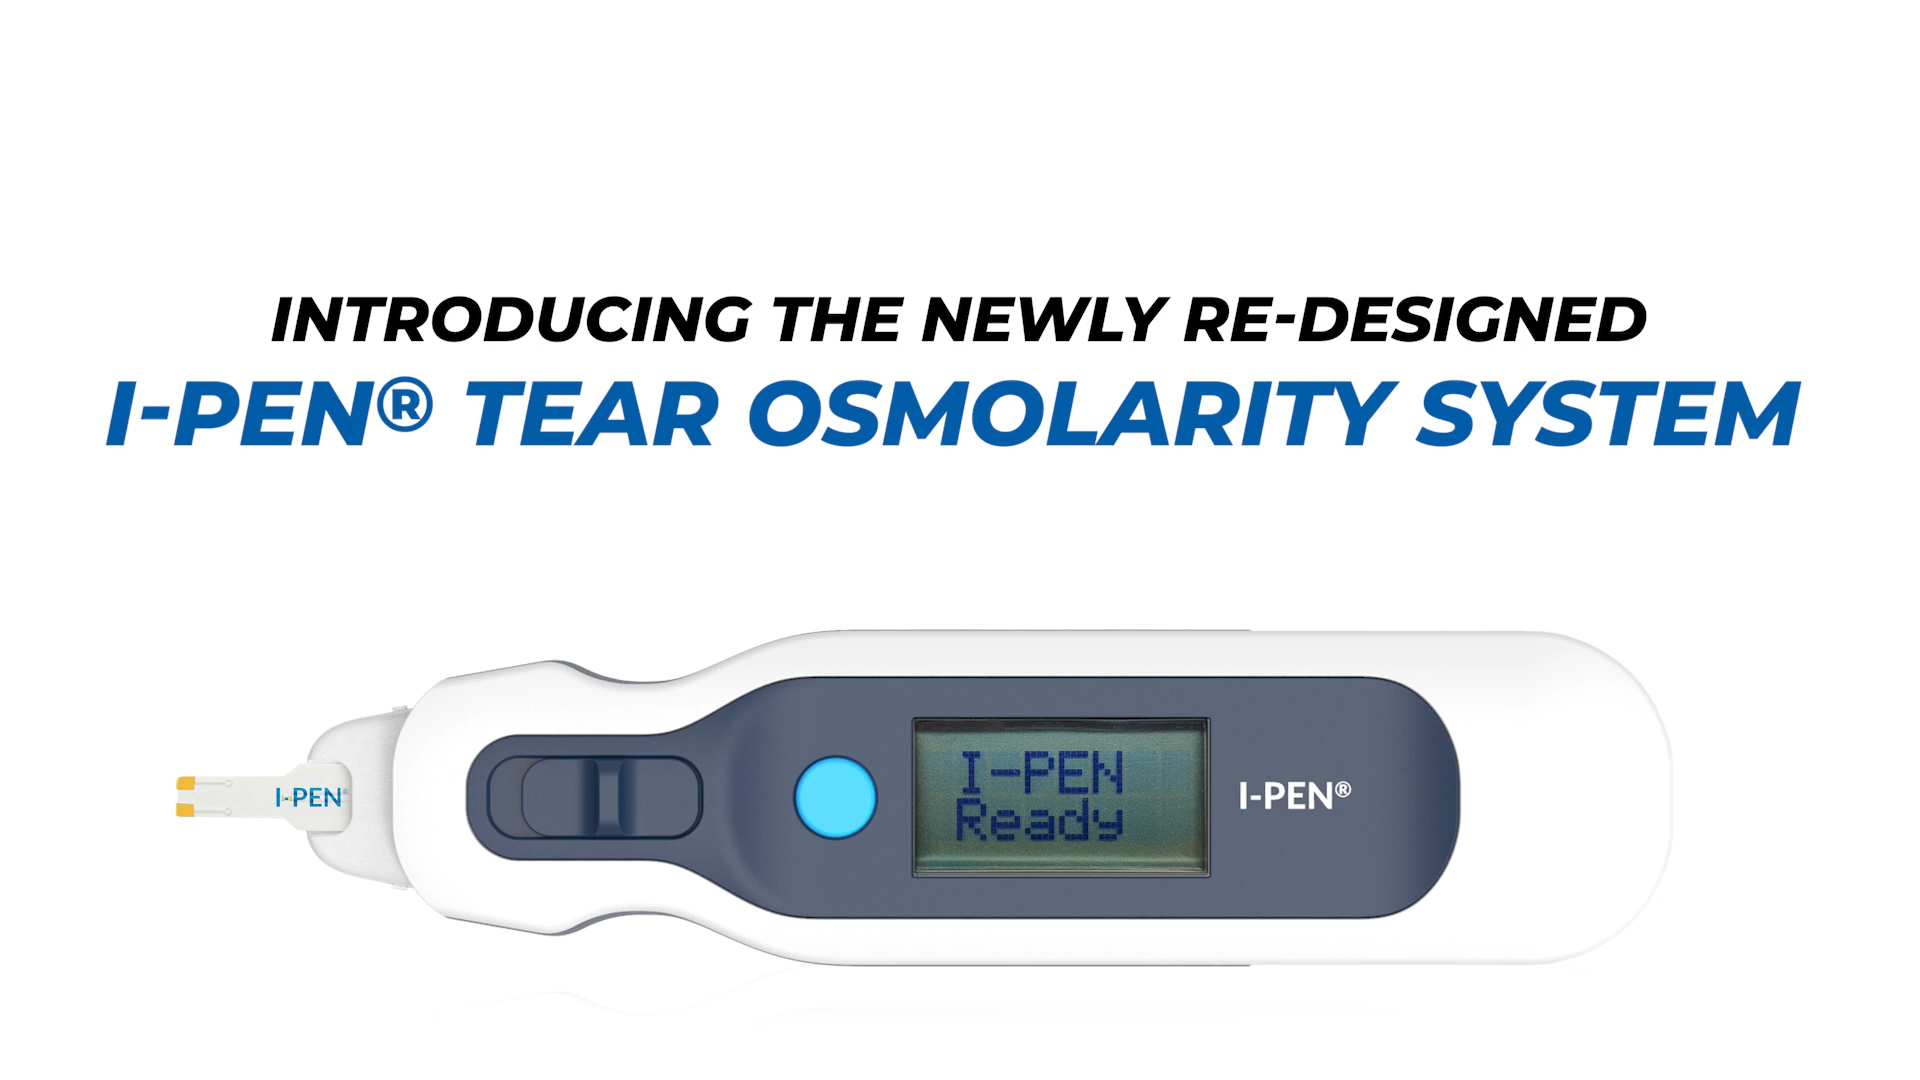 INTRODUCING THE NEWLY RE-DESIGNED
I-PEN® TEAR OSMOLARITY SYSTEM
I-PEN®
I-PEN
Ready
I-PEN®